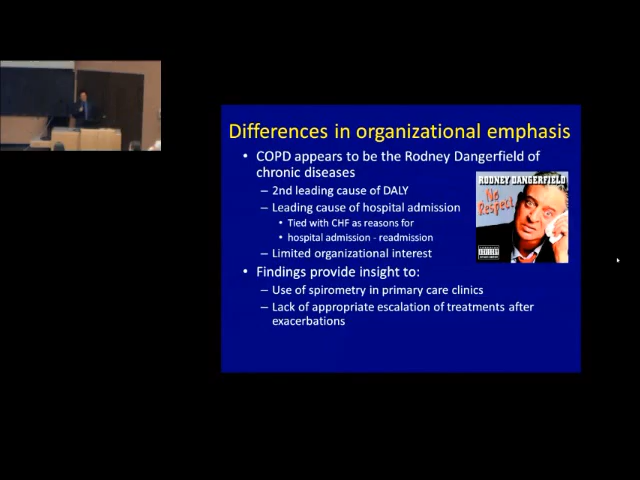 Differences in organizational emphasis
• COPD appears to be the Rodney Dangerfield of
chronic diseases
– 2nd leading cause of DALY
– Leading cause of hospital admission
• Tied with CHF as reasons for
• hospital admission - readmission
– Limited organizational interest
• Findings provide insight to:
– Use of spirometry in primary care clinics
– Lack of appropriate escalation of treatments after
exacerbations
RODNEY DANGERFIELD
No
Respect